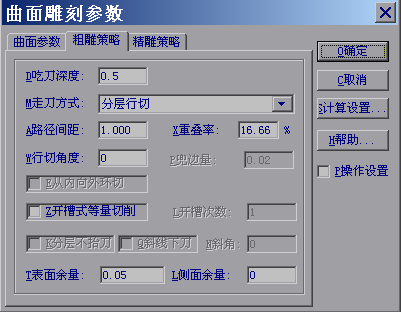 曲面雕刻参数
曲面参数 粗雕策略 精雕策略
D吃刀深度: 0.5
M走刀方式: 分层行切
A路径间距: 1.000 X重叠率: 16.66 %
W行切角度: 0 P兜边量: 0.02
E从内向外环切
Z开槽式等量切削 I开槽次数: 1
K分层不抬刀 Q斜线下刀 N斜角: 0
T表面余量: 0.05 L侧面余量: 0
O确定
C取消
S计算设置...
H帮助...
P操作设置